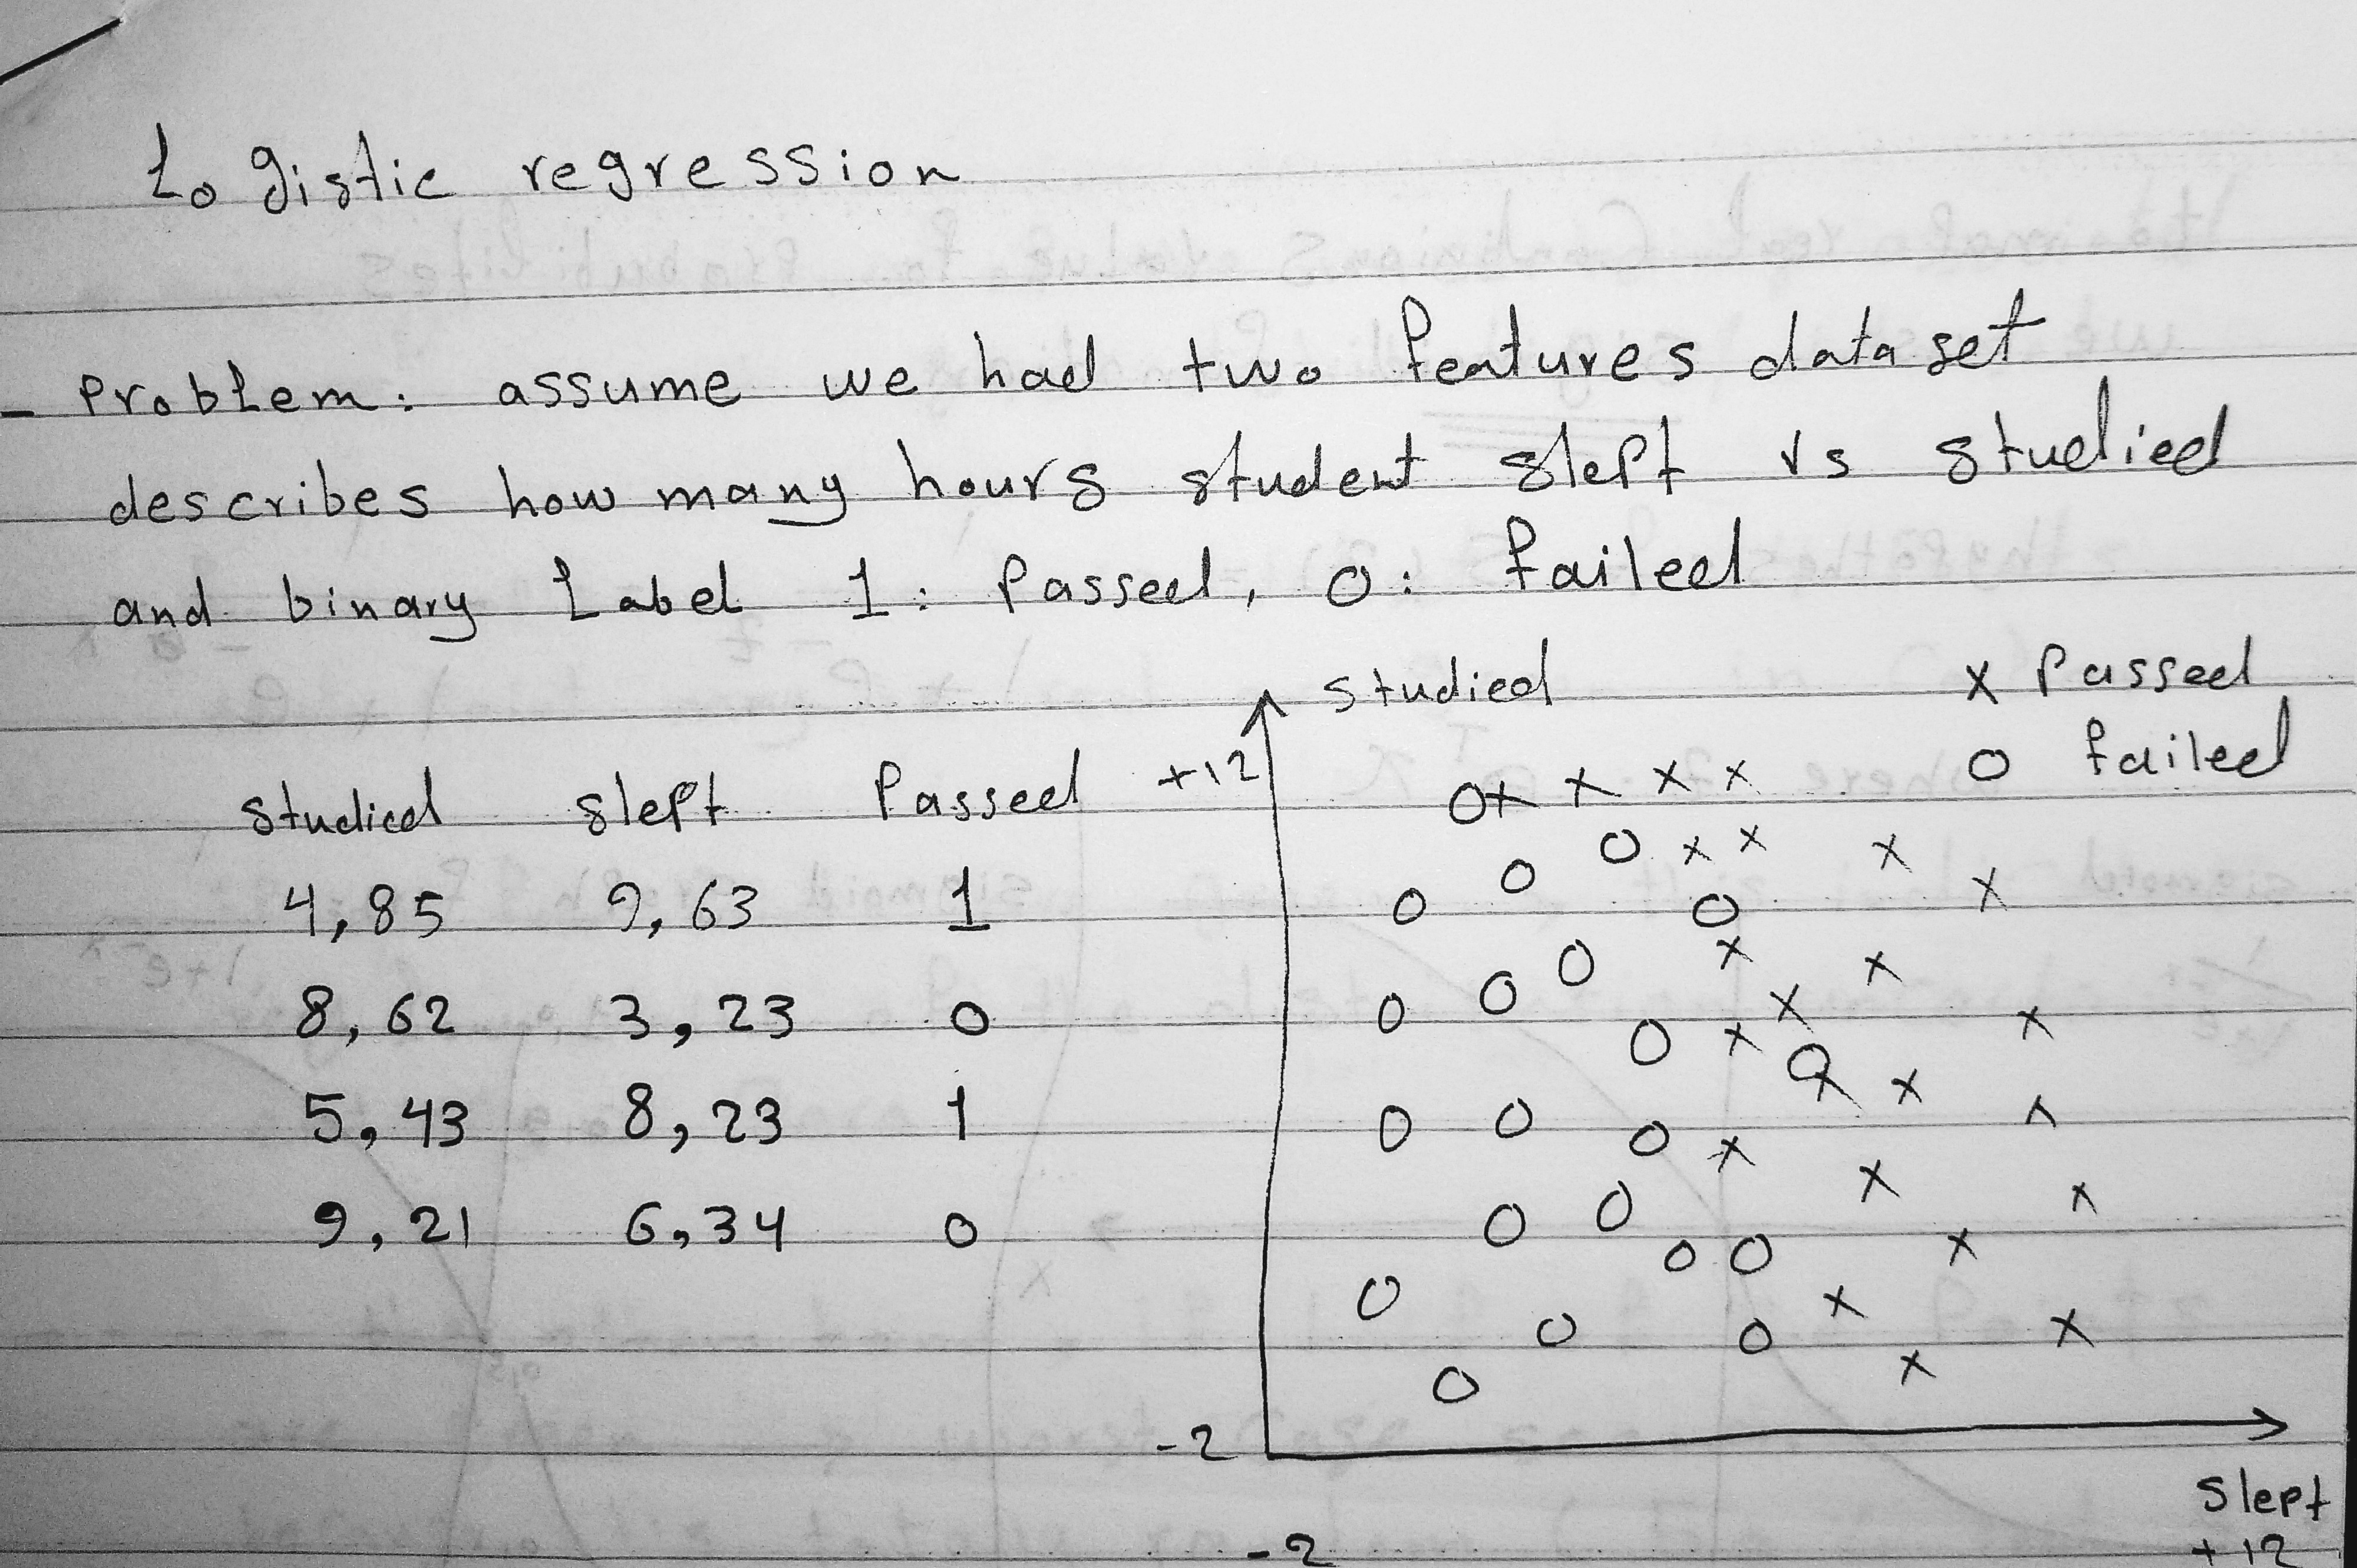 Logistic regression
- Problem: assume we had two features dataset
describes how many hours student slept vs studied
and binary Label 1: Passed, 0: failed
studied slept Passed
4,85 9,63 1
8,62 3,23 0
5,43 8,23 1
9,21 6,34 0
studied
x Passed
o failed
+12
-2
-2
slept
+12